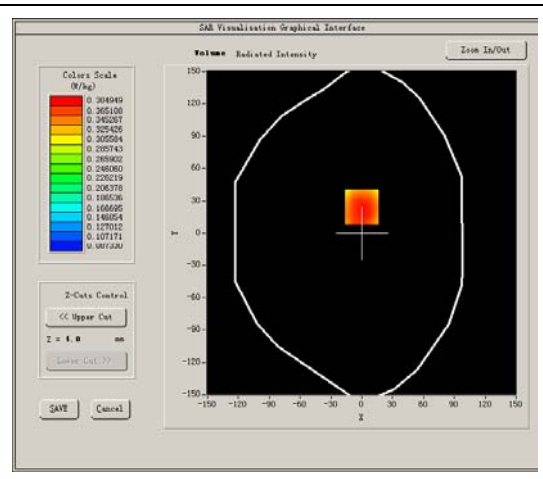 SAR Visualisation Graphical Interface
Volume Radiated Intensity
Zoom In/Out
Colors Scale
(W/kg)
0.384949
0.365108
0.345267
0.325426
0.305584
0.285743
0.265902
0.246060
0.226219
0.206378
0.186536
0.166695
0.146854
0.127012
0.107171
0.087330
Z-Cuts Control
<< Upper Cut
Z = 4.0 mm
Lower Cut >>
SAVE
Cancel
150
120
90
60
30
Y
0
-30
-60
-90
-120
-150
-150 -120 -90 -60 -30 0 30 60 90 120 150
X